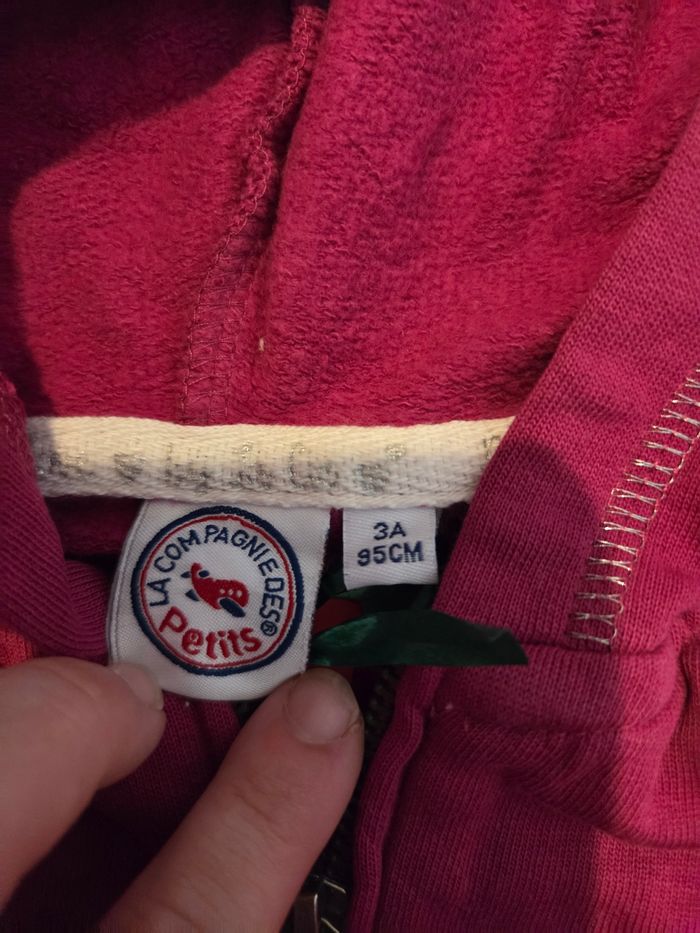 LA COMPAGNIE DES®
Petits
3A
95CM